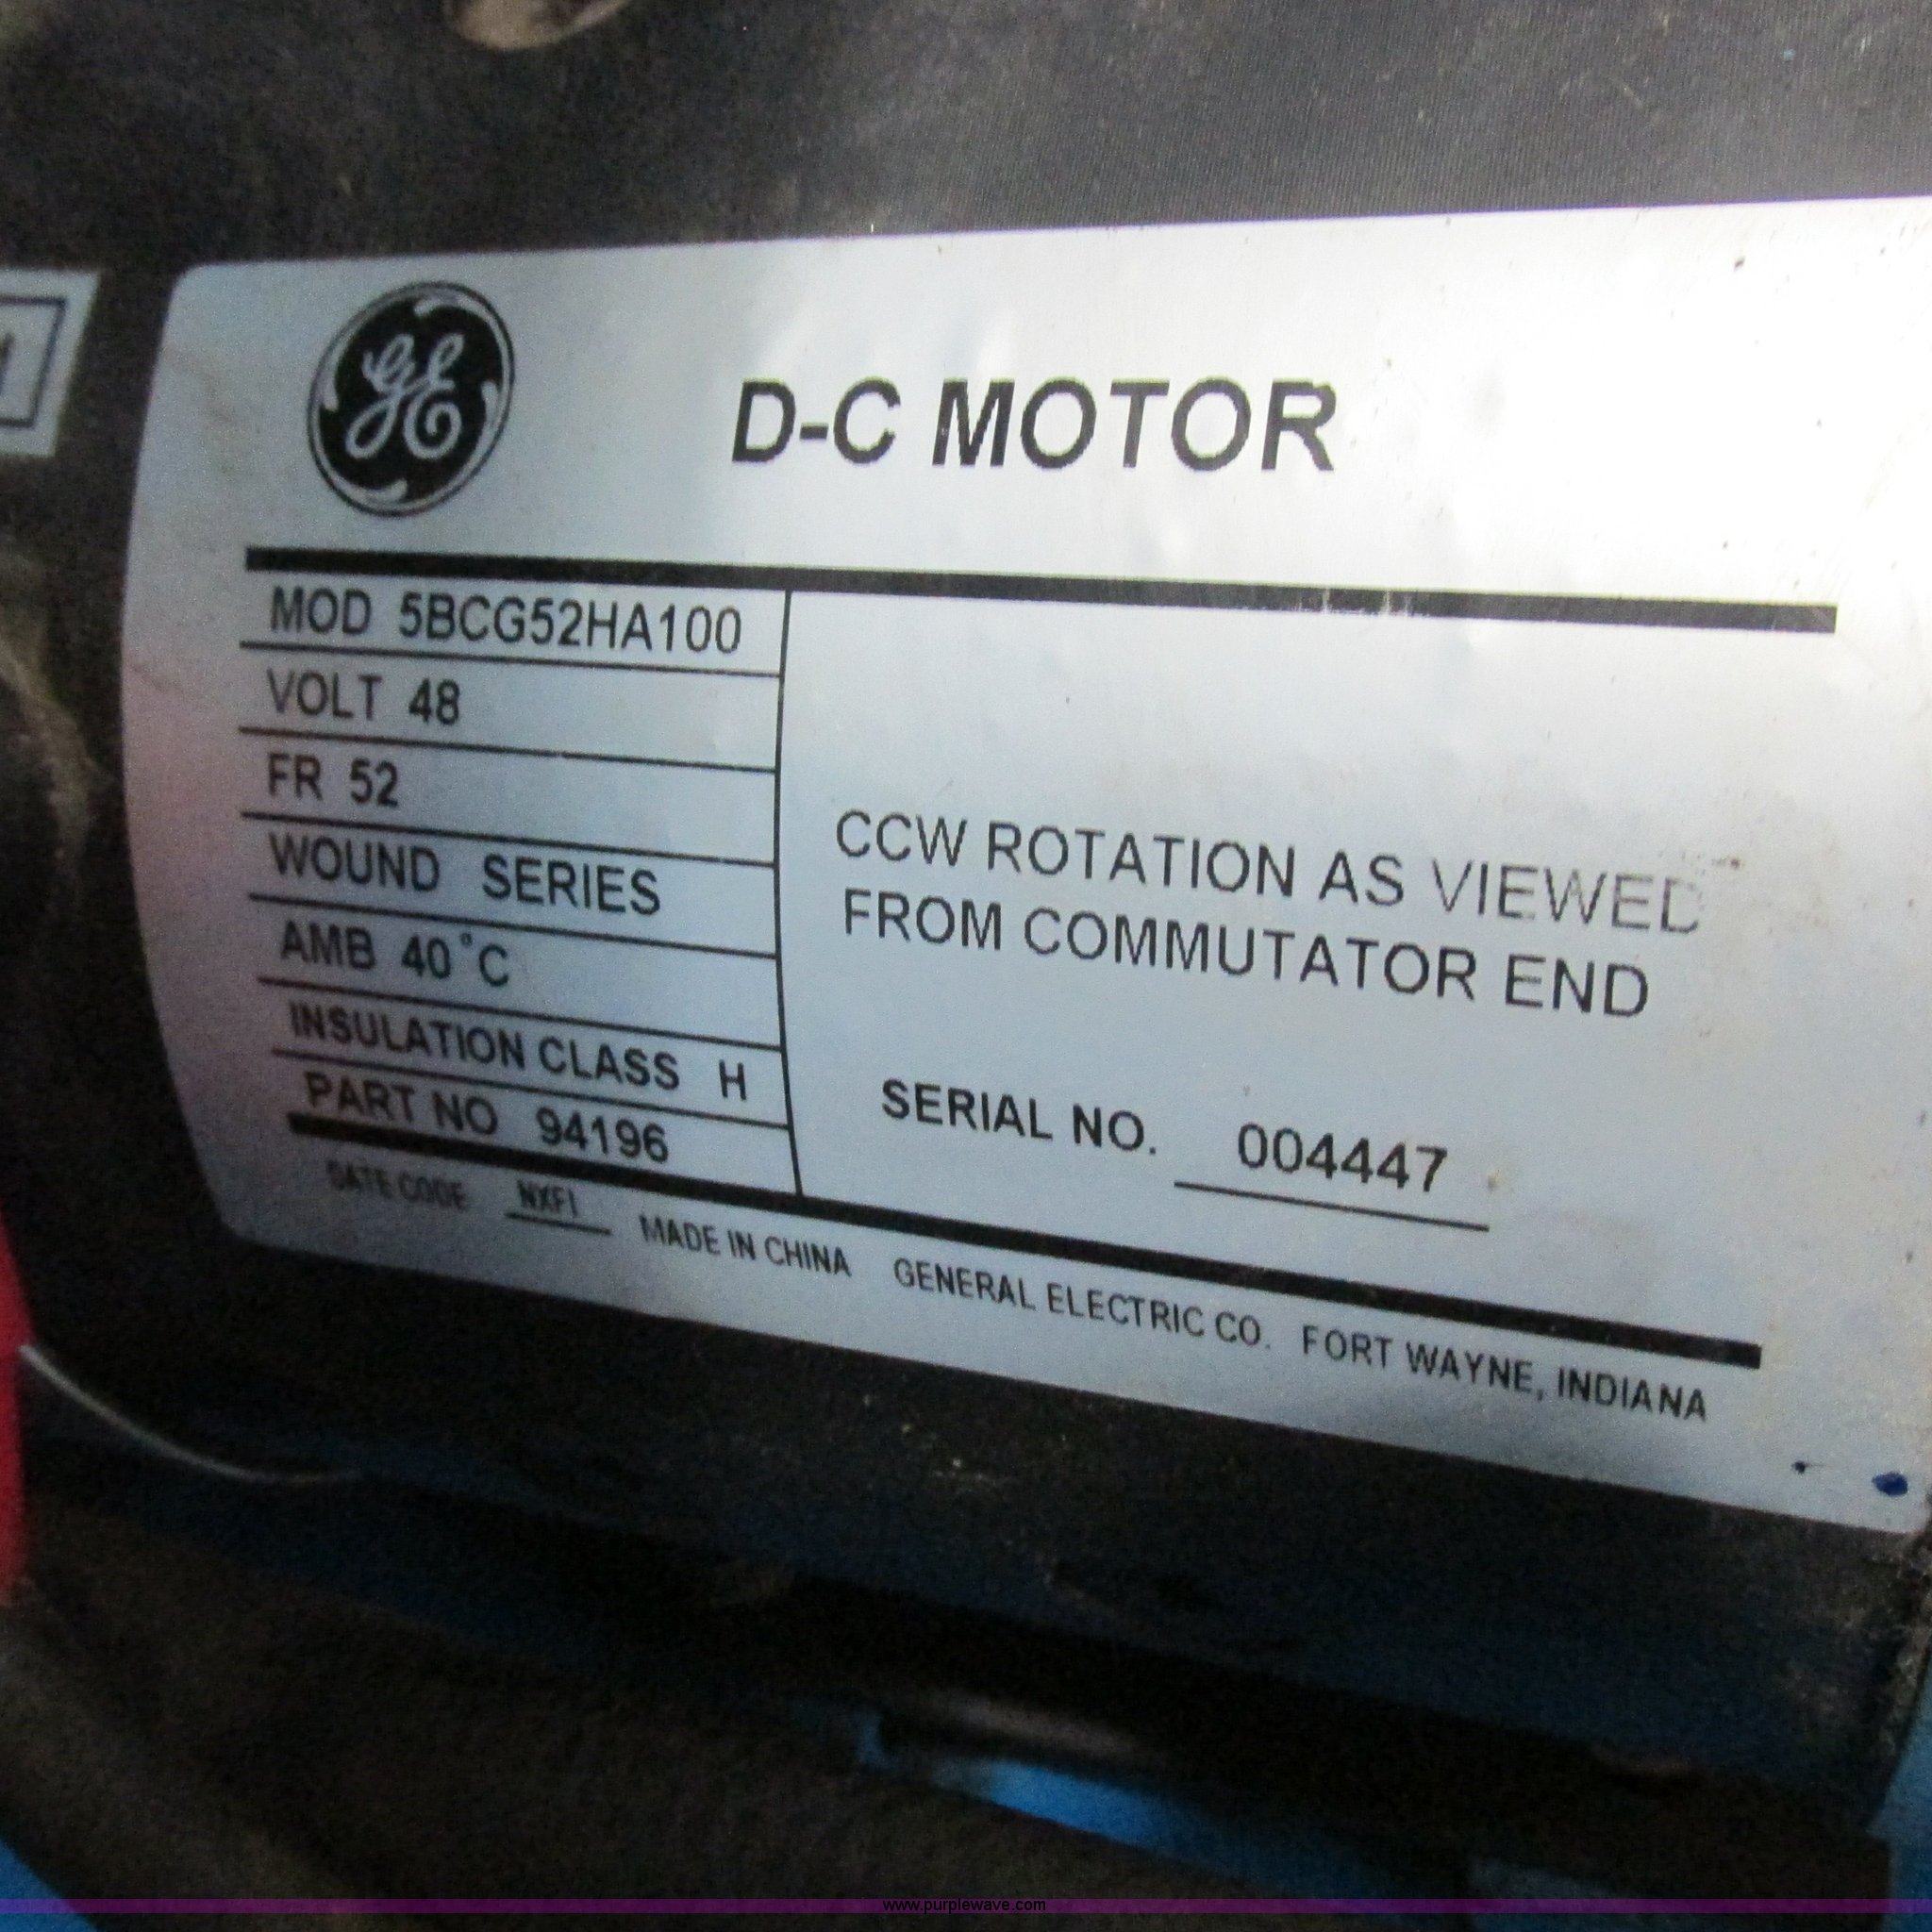 GE
D-C MOTOR
MOD 5BCG52HA100
VOLT 48
FR 52
WOUND SERIES
AMB 40°C
INSULATION CLASS H
PART NO 94196
CCW ROTATION AS VIEWED
FROM COMMUTATOR END
SERIAL NO. 004447
DATE CODE NXFI MADE IN CHINA GENERAL ELECTRIC CO. FORT WAYNE, INDIANA
www.purplewave.com